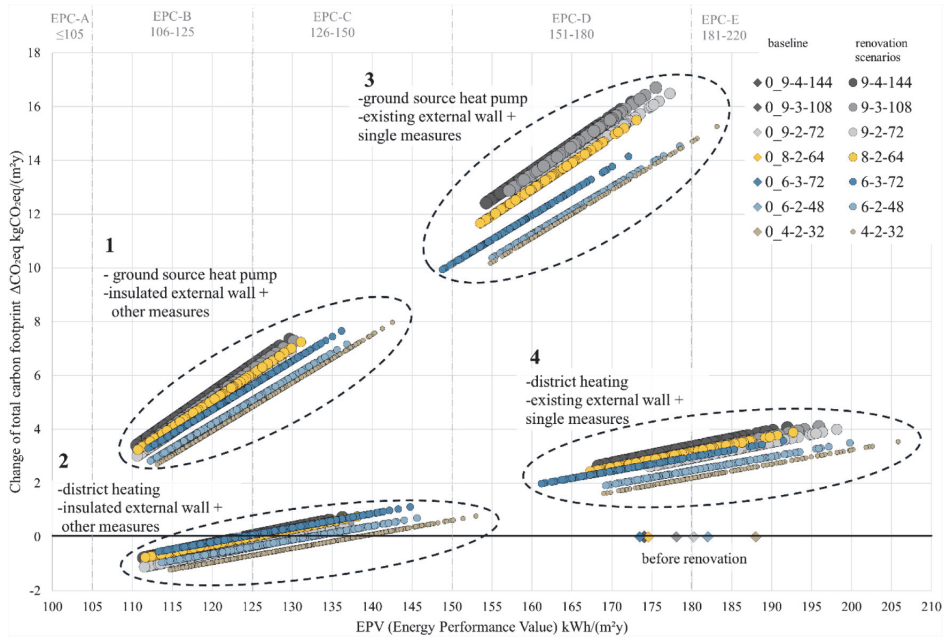 EPC-A
≤105
EPC-B
106-125
EPC-C
126-150
EPC-D
151-180
EPC-E
181-220
baseline
renovation
scenarios
0_9-4-144
9-4-144
0_9-3-108
9-3-108
0_9-2-72
9-2-72
0_8-2-64
8-2-64
0_6-3-72
6-3-72
0_6-2-48
6-2-48
0_4-2-32
4-2-32
3
-ground source heat pump
-existing external wall +
single measures
1
- ground source heat pump
-insulated external wall +
other measures
4
-district heating
-existing external wall +
single measures
2
-district heating
-insulated external wall +
other measures
before renovation
Change of total carbon footprint ΔCO₂eq kgCO₂eq/(m²y)
18
16
14
12
10
8
6
4
2
0
-2
100 105 110 115 120 125 130 135 140 145 150 155 160 165 170 175 180 185 190 195 200 205 210
EPV (Energy Performance Value) kWh/(m²y)